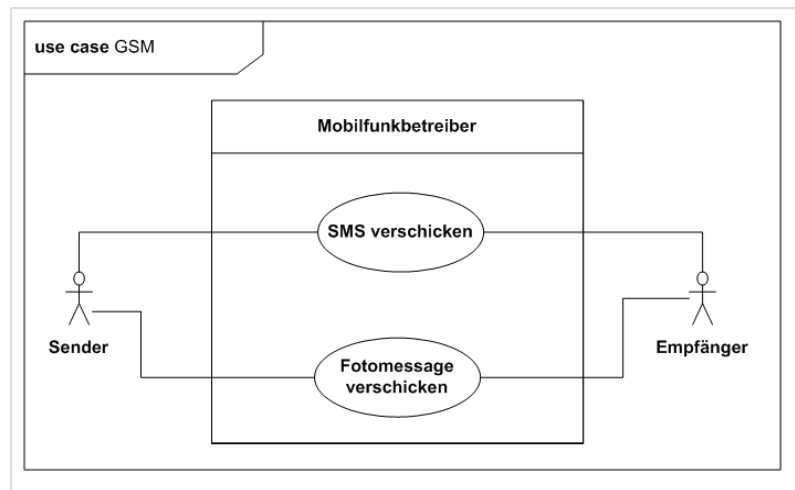 use case GSM
Mobilfunkbetreiber
SMS verschicken
Sender
Empfänger
Fotomessage
verschicken